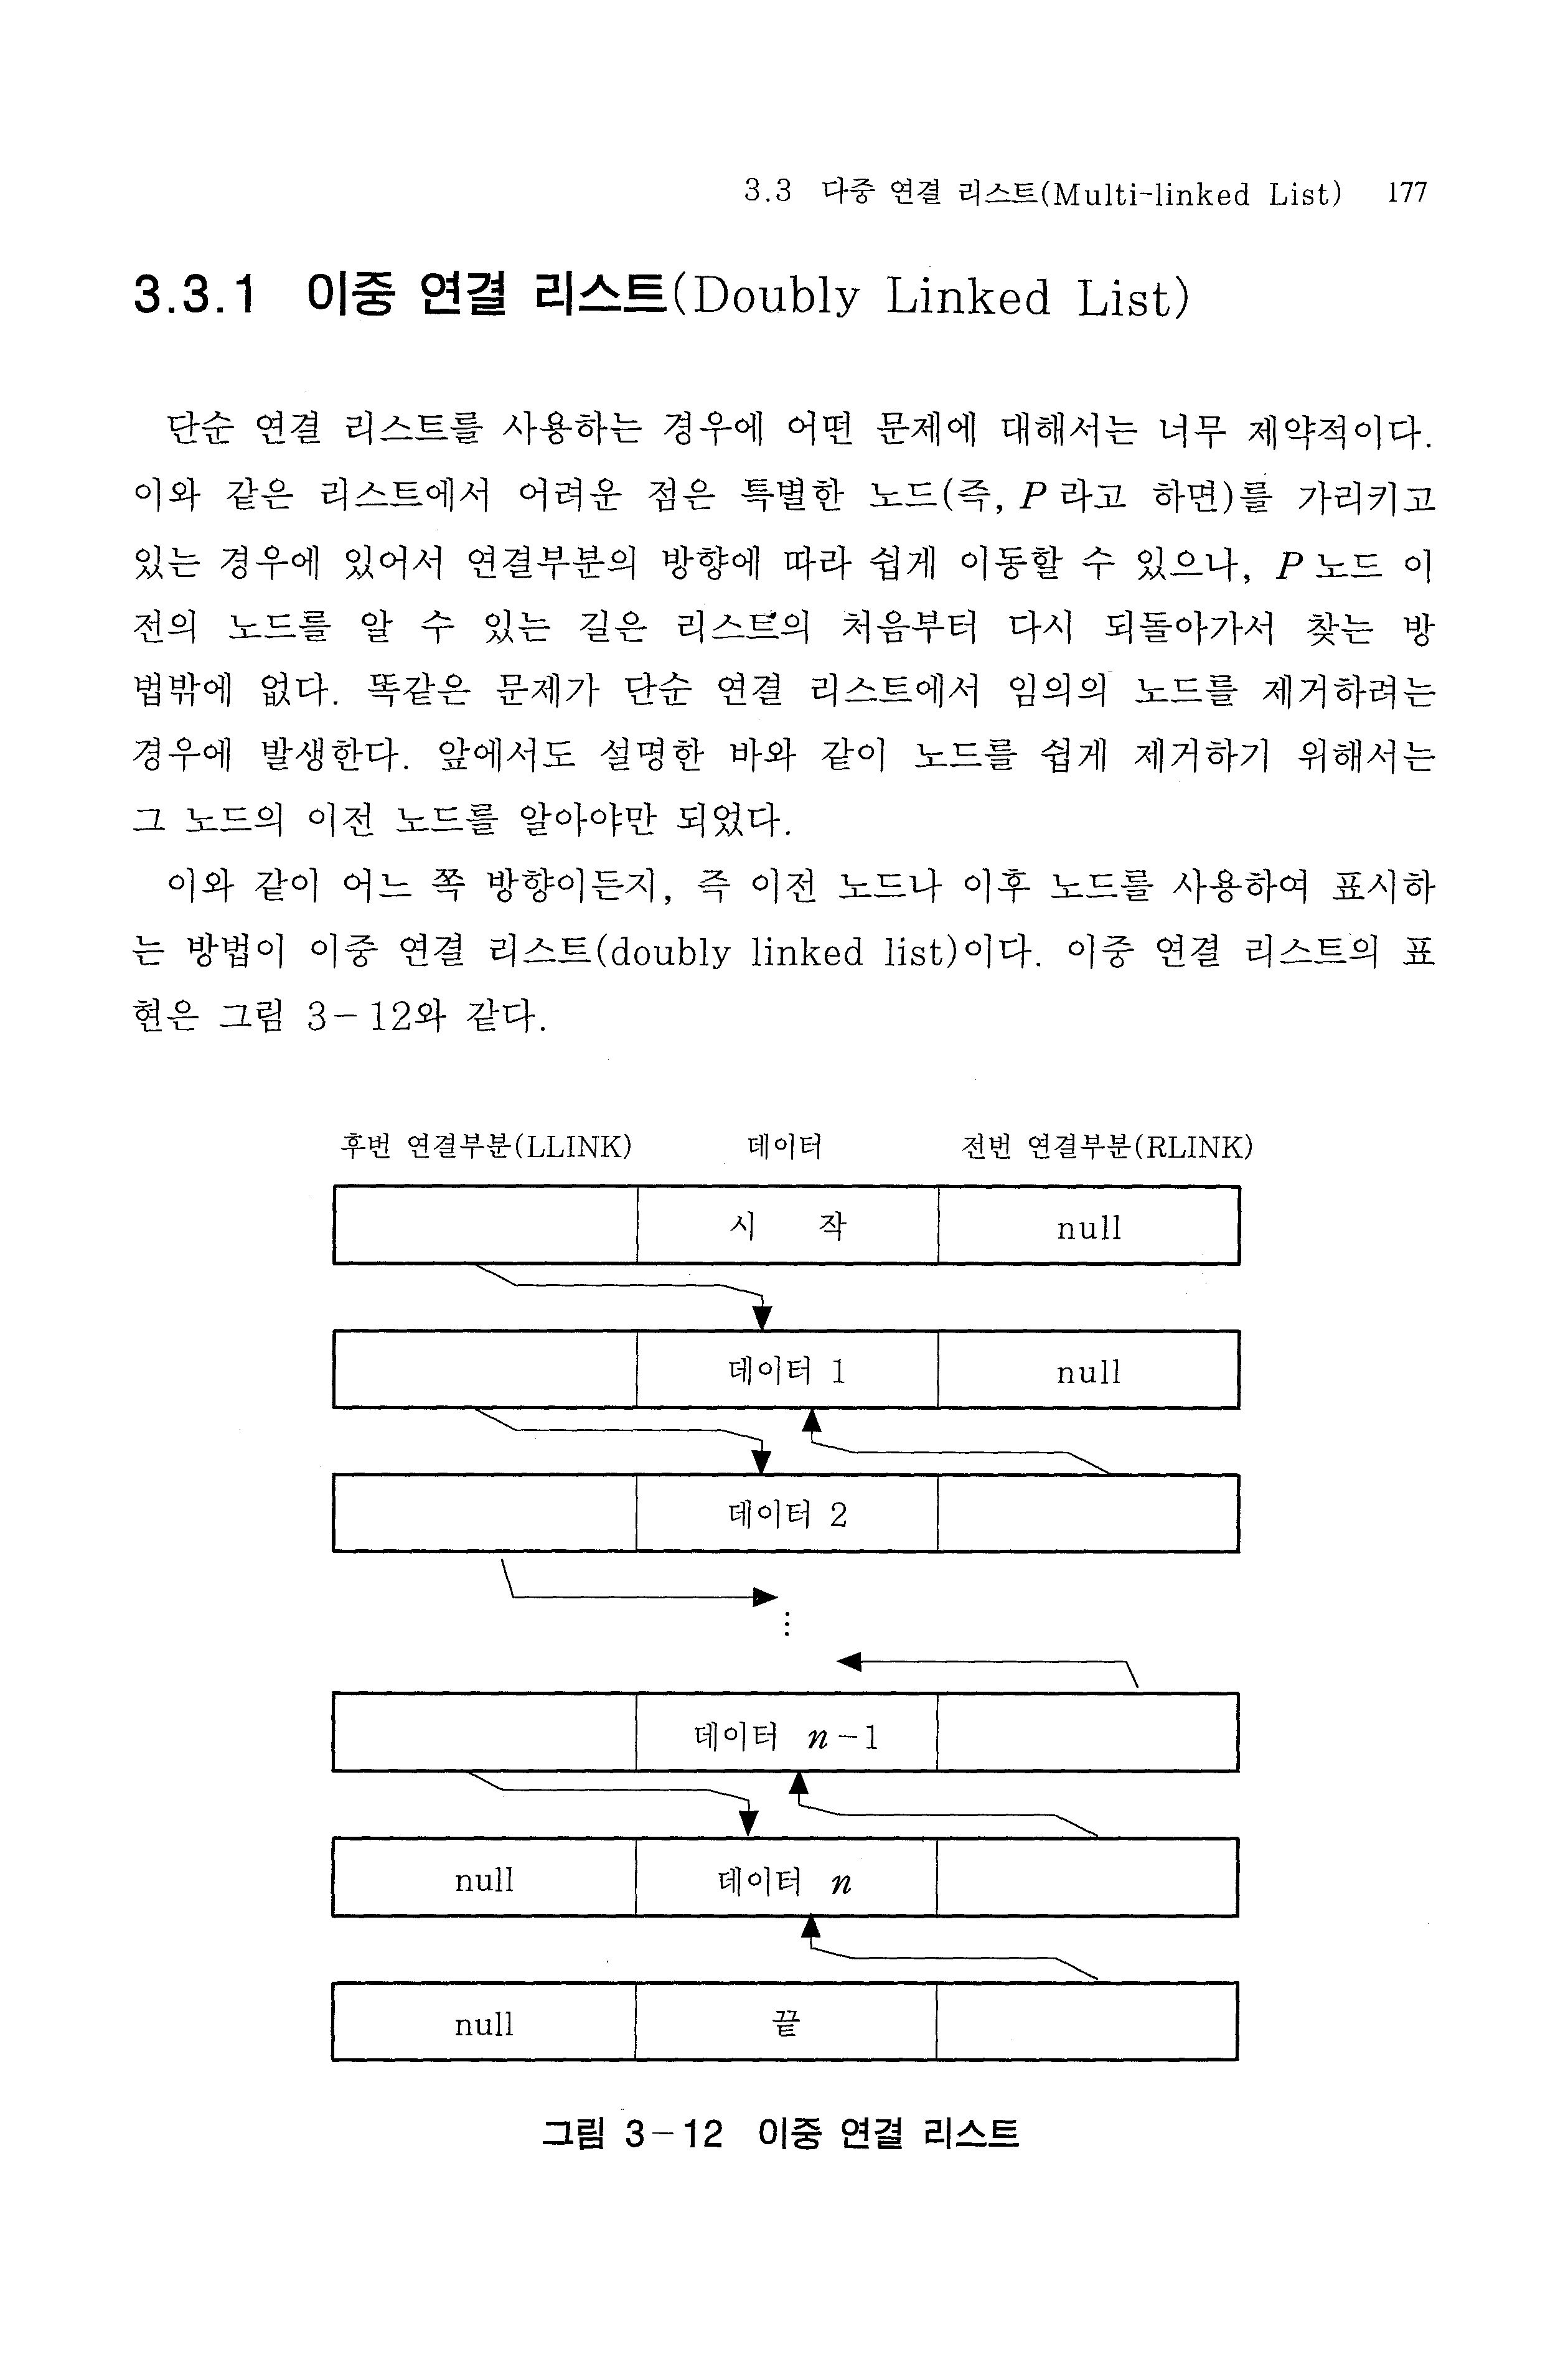 3.3 다중 연결 리스트(Multi-linked List) 177
3.3.1 이중 연결 리스트(Doubly Linked List)
단순 연결 리스트를 사용하는 경우에 어떤 문제에 대해서는 너무 제약적이다.
이와 같은 리스트에서 어려운 점은 특별한 노드(즉, P라고 하면)를 가리키고
있는 경우에 있어서 연결부분의 방향에 따라 쉽게 이동할 수 있으나, P노드 이
전의 노드를 알 수 있는 길은 리스트의 처음부터 다시 되돌아가서 찾는 방
법밖에 없다. 똑같은 문제가 단순 연결 리스트에서 임의의 노드를 제거하려는
경우에 발생한다. 앞에서도 설명한 바와 같이 노드를 쉽게 제거하기 위해서는
그 노드의 이전 노드를 알아야만 되었다.
이와 같이 어느 쪽 방향이든지, 즉 이전 노드나 이후 노드를 사용하여 표시하
는 방법이 이중 연결 리스트(doubly linked list)이다. 이중 연결 리스트의 표
현은 그림 3-12와 같다.
후번 연결부분(LLINK) 데이터 전번 연결부분(RLINK)
시 작 null
데이터 1 null
데이터 2
⋮
데이터 n-1
null 데이터 n
null 끝
그림 3-12 이중 연결 리스트